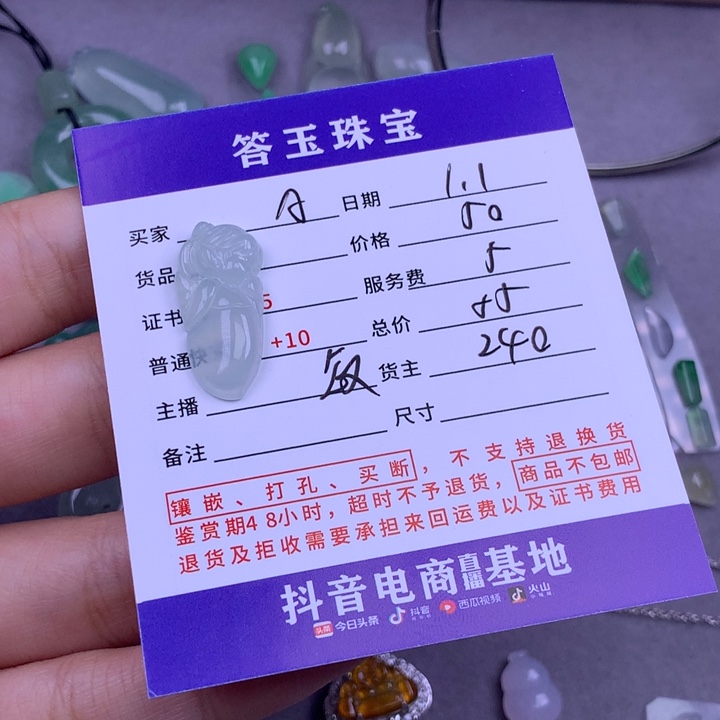 答玉珠宝
买家 A 日期 1.1
货品 价格 50
证书 5 服务费 5
普通快 +10 总价 55
主播 货主 240
备注 尺寸
镶嵌、打孔、买断，不支持退换货
鉴赏期48小时，超时不予退货，商品不包邮
退货及拒收需要承担来回运费以及证书费用
抖音电商直播基地
头条 今日头条 抖音 西瓜视频 火山